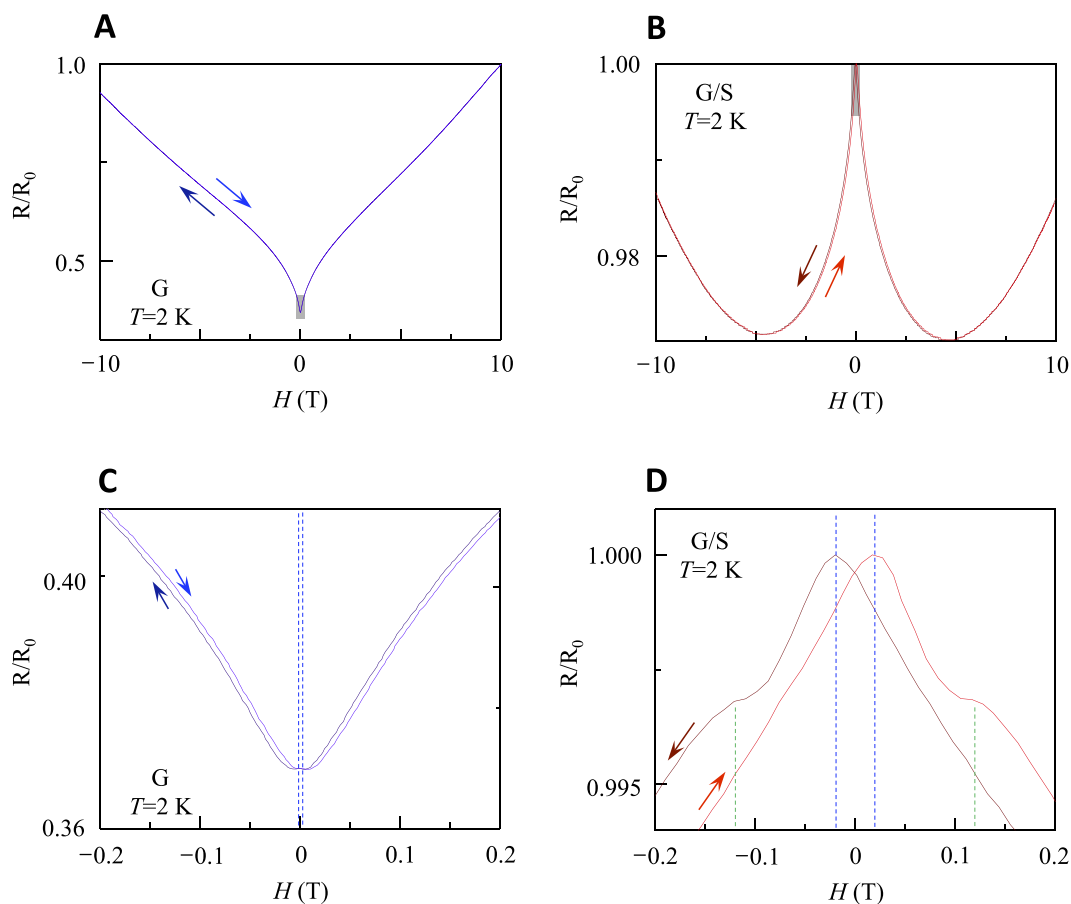 A
1.0
0.5
R/R0
G
T=2 K
−10
0
10
H (T)
B
1.00
0.98
R/R0
G/S
T=2 K
−10
0
10
H (T)
C
0.40
0.36
R/R0
G
T=2 K
−0.2
−0.1
0
0.1
0.2
H (T)
D
1.000
0.995
R/R0
G/S
T=2 K
−0.2
−0.1
0
0.1
0.2
H (T)